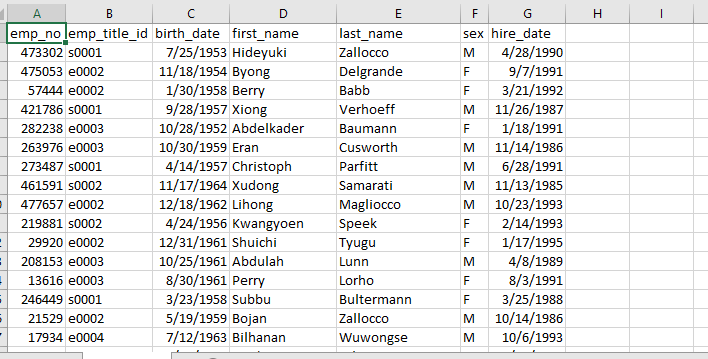 A B C D E F G H I
emp_no emp_title_id birth_date first_name last_name sex hire_date
473302 s0001 7/25/1953 Hideyuki Zallocco M 4/28/1990
475053 e0002 11/18/1954 Byong Delgrande F 9/7/1991
57444 e0002 1/30/1958 Berry Babb F 3/21/1992
421786 s0001 9/28/1957 Xiong Verhoeff M 11/26/1987
282238 e0003 10/28/1952 Abdelkader Baumann F 1/18/1991
263976 e0003 10/30/1959 Eran Cusworth M 11/14/1986
273487 s0001 4/14/1957 Christoph Parfitt M 6/28/1991
461591 s0002 11/17/1964 Xudong Samarati M 11/13/1985
477657 e0002 12/18/1962 Lihong Magliocco M 10/23/1993
219881 s0002 4/24/1956 Kwangyoen Speek F 2/14/1993
29920 e0002 12/31/1961 Shuichi Tyugu F 1/17/1995
208153 e0003 10/25/1961 Abdulah Lunn M 4/8/1989
13616 e0003 8/30/1961 Perry Lorho F 8/3/1991
246449 s0001 3/23/1958 Subbu Bultermann F 3/25/1988
21529 e0002 5/19/1959 Bojan Zallocco M 10/14/1986
17934 e0004 7/12/1963 Bilhanan Wuwongse M 10/6/1993